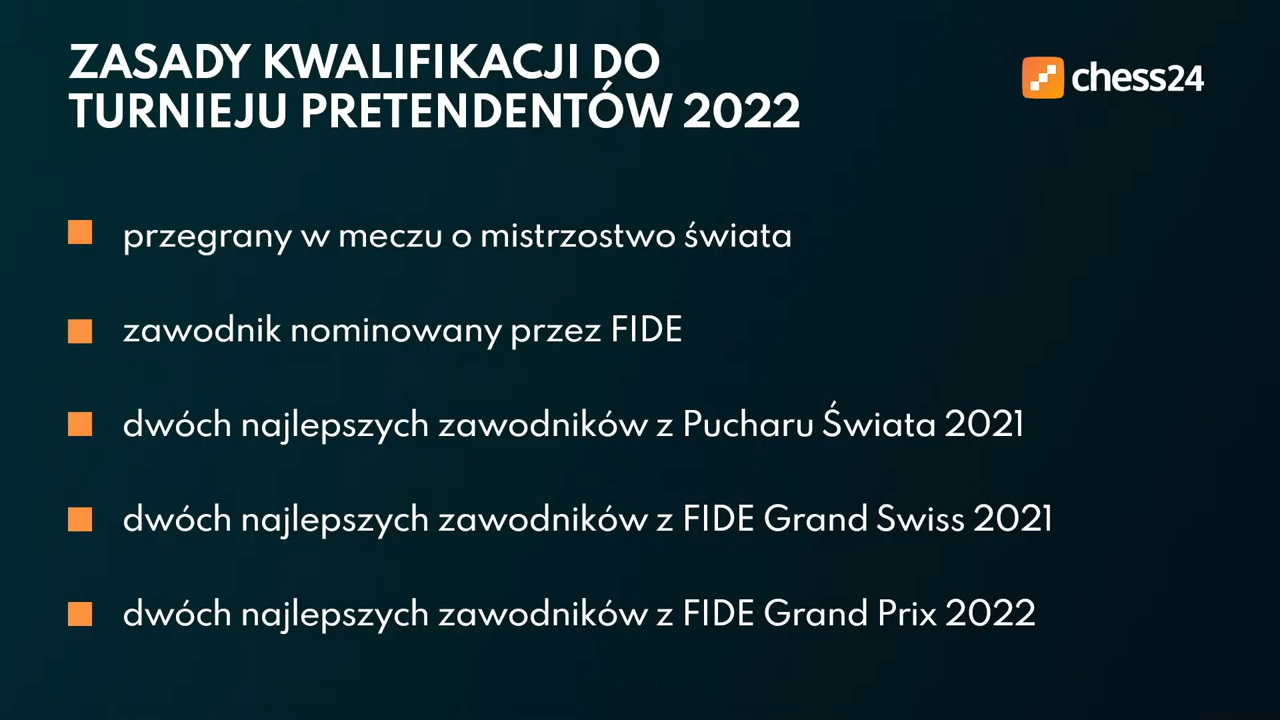 ZASADY KWALIFIKACJI DO
TURNIEJU PRETENDENTÓW 2022
chess24
przegrany w meczu o mistrzostwo świata
zawodnik nominowany przez FIDE
dwóch najlepszych zawodników z Pucharu Świata 2021
dwóch najlepszych zawodników z FIDE Grand Swiss 2021
dwóch najlepszych zawodników z FIDE Grand Prix 2022